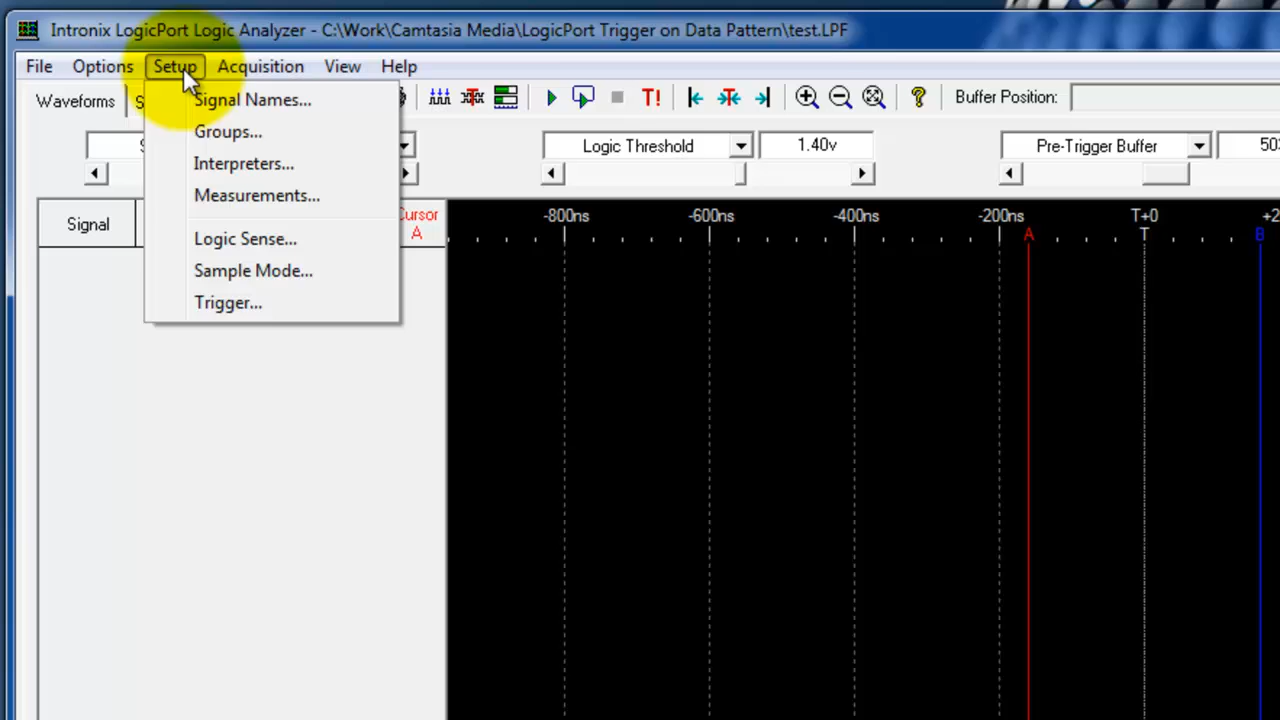 Intronix LogicPort Logic Analyzer - C:\Work\Camtasia Media\LogicPort Trigger on Data Pattern\test.LPF
File Options Setup Acquisition View Help
Waveforms S T! ? Buffer Position:
Signal Names...
Groups...
Interpreters...
Measurements...
Logic Sense...
Sample Mode...
Trigger...
S Logic Threshold 1.40v Pre-Trigger Buffer 50
Signal Cursor A
-800ns -600ns -400ns -200ns T+0 +2
A T B